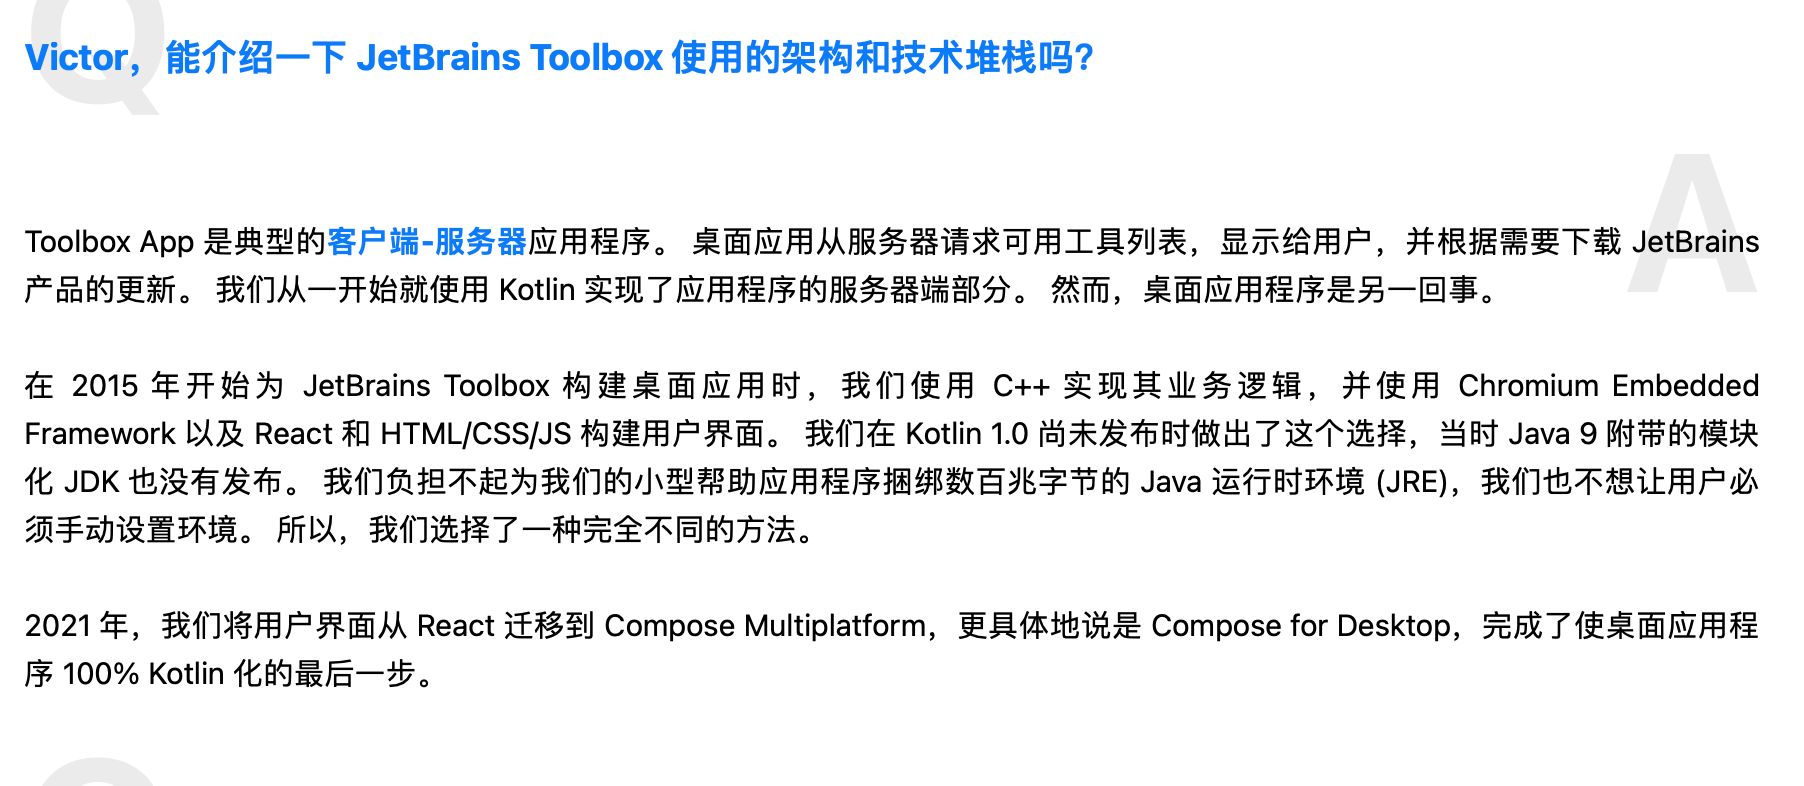 Q
Victor，能介绍一下 JetBrains Toolbox 使用的架构和技术堆栈吗？
A
Toolbox App 是典型的客户端-服务器应用程序。 桌面应用从服务器请求可用工具列表，显示给用户，并根据需要下载 JetBrains
产品的更新。 我们从一开始就使用 Kotlin 实现了应用程序的服务器端部分。 然而，桌面应用程序是另一回事。
在 2015 年开始为 JetBrains Toolbox 构建桌面应用时，我们使用 C++ 实现其业务逻辑，并使用 Chromium Embedded
Framework 以及 React 和 HTML/CSS/JS 构建用户界面。 我们在 Kotlin 1.0 尚未发布时做出了这个选择，当时 Java 9 附带的模块
化 JDK 也没有发布。 我们负担不起为我们的小型帮助应用程序捆绑数百兆字节的 Java 运行时环境 (JRE)，我们也不想让用户必
须手动设置环境。 所以，我们选择了一种完全不同的方法。
2021 年，我们将用户界面从 React 迁移到 Compose Multiplatform，更具体地说是 Compose for Desktop，完成了使桌面应用程
序 100% Kotlin 化的最后一步。